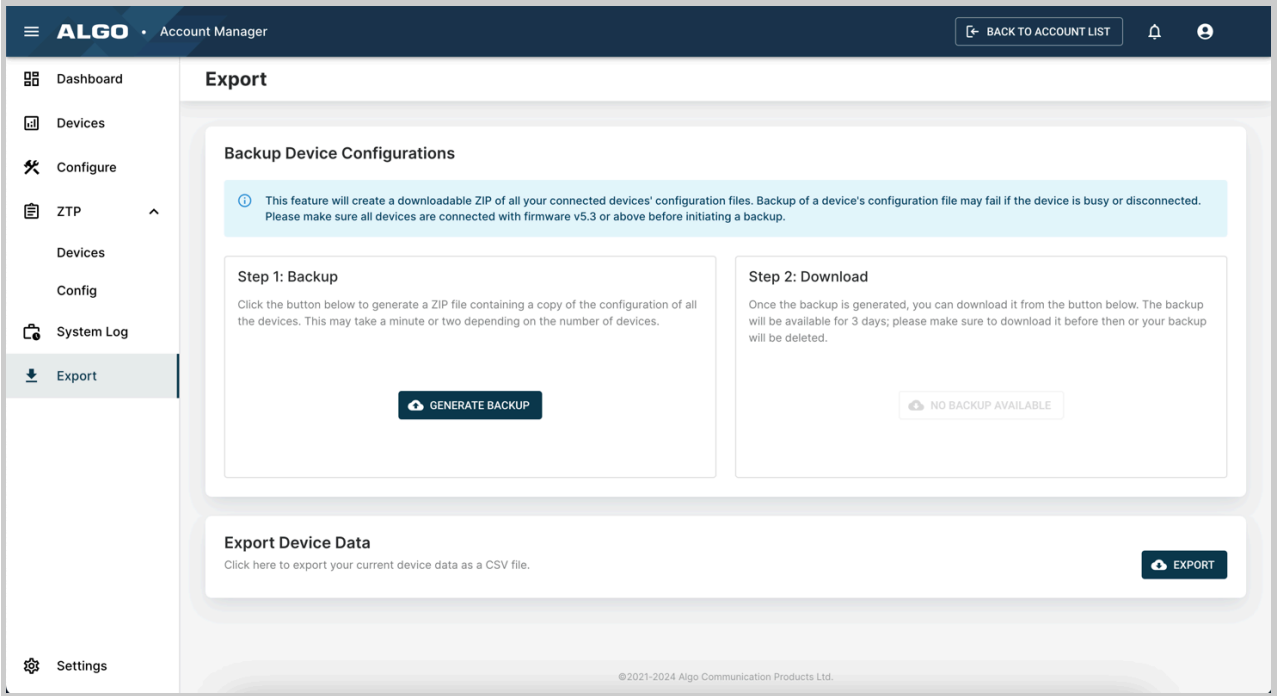 ALGO • Account Manager
BACK TO ACCOUNT LIST
Dashboard
Devices
Configure
ZTP
Devices
Config
System Log
Export
Settings
Export
Backup Device Configurations
This feature will create a downloadable ZIP of all your connected devices' configuration files. Backup of a device's configuration file may fail if the device is busy or disconnected.
Please make sure all devices are connected with firmware v5.3 or above before initiating a backup.
Step 1: Backup
Click the button below to generate a ZIP file containing a copy of the configuration of all
the devices. This may take a minute or two depending on the number of devices.
GENERATE BACKUP
Step 2: Download
Once the backup is generated, you can download it from the button below. The backup
will be available for 3 days; please make sure to download it before then or your backup
will be deleted.
NO BACKUP AVAILABLE
Export Device Data
Click here to export your current device data as a CSV file.
EXPORT
©2021-2024 Algo Communication Products Ltd.